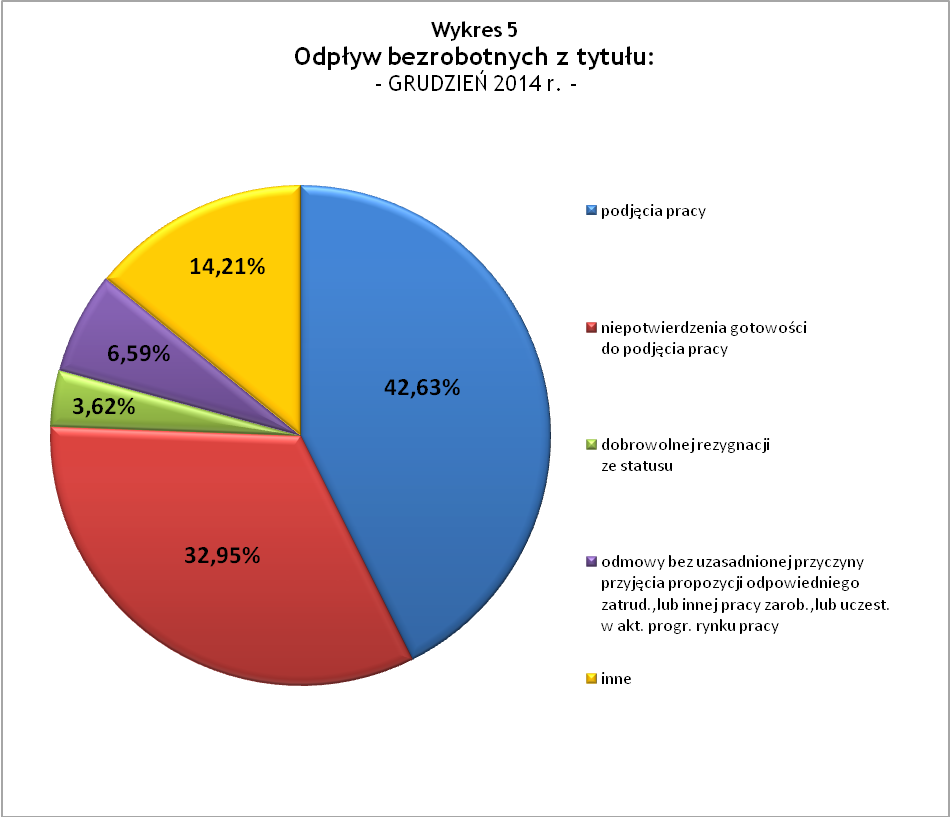 Wykres 5
Odpływ bezrobotnych z tytułu:
- GRUDZIEŃ 2014 r. -
14,21%
6,59%
3,62%
42,63%
32,95%
podjęcia pracy
niepotwierdzenia gotowości
do podjęcia pracy
dobrowolnej rezygnacji
ze statusu
odmowy bez uzasadnionej przyczyny
przyjęcia propozycji odpowiedniego
zatrud.,lub innej pracy zarob.,lub uczest.
w akt. progr. rynku pracy
inne